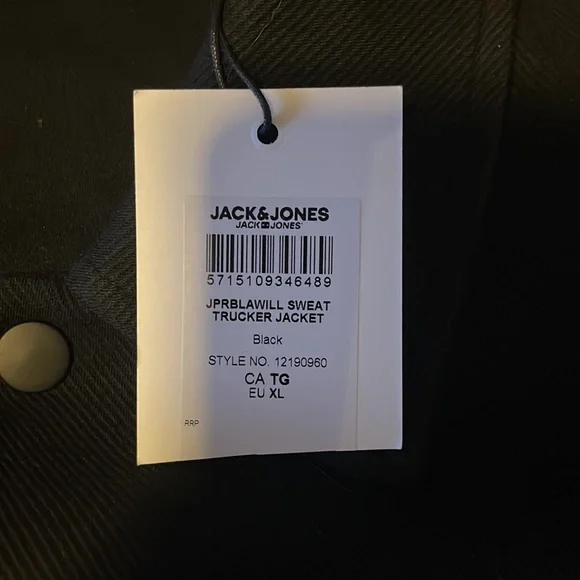 JACK&JONES
JACK JONES
5715109346489
JPRBLAWILL SWEAT
TRUCKER JACKET
Black
STYLE NO. 12190960
CA TG
EU XL
RRP